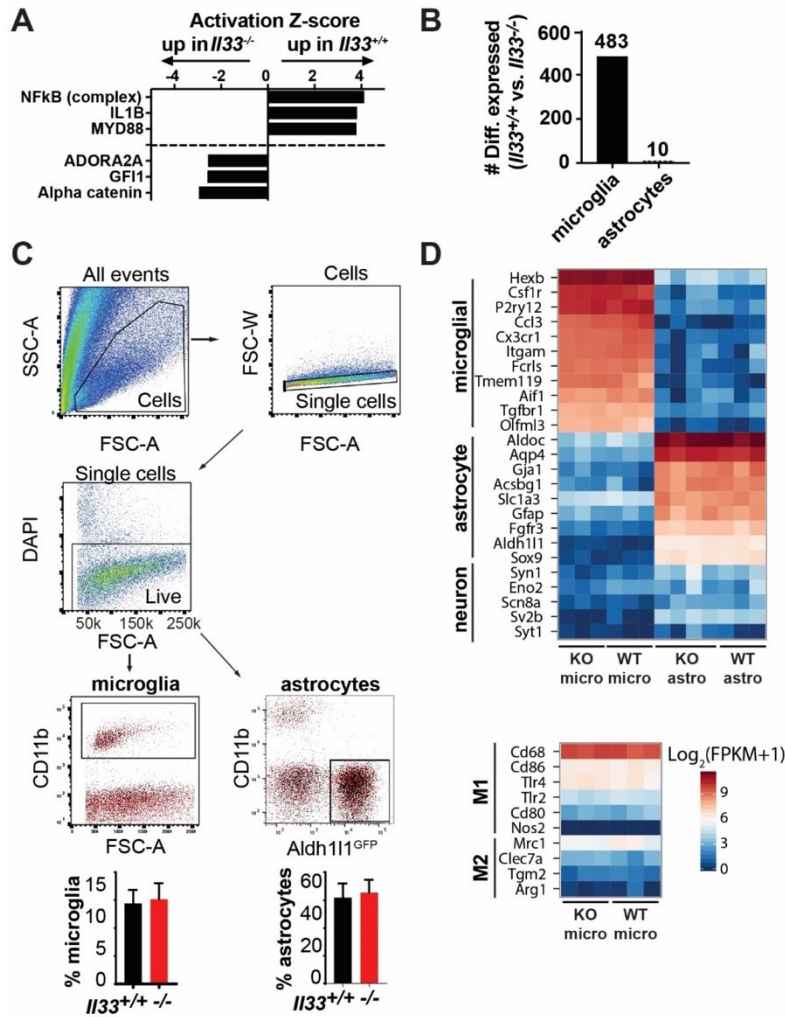 A
Activation Z-score
up in Il33-/- up in Il33+/+
-4 -2 0 2 4
NFkB (complex)
IL1B
MYD88
ADORA2A
GFI1
Alpha catenin
B
# Diff. expressed
(Il33+/+ vs. Il33-/-)
600
400
200
0
483
10
microglia
astrocytes
C
All events
SSC-A
Cells
FSC-A
Cells
FSC-W
Single cells
FSC-A
Single cells
DAPI
Live
50k 150k 250k
FSC-A
microglia
CD11b
FSC-A
astrocytes
CD11b
Aldh1l1GFP
% microglia
15
10
5
0
Il33+/+ -/-
% astrocytes
60
40
20
0
Il33+/+ -/-
D
microglial
Hexb
Csf1r
P2ry12
Ccl3
Cx3cr1
Itgam
Fcrls
Tmem119
Aif1
Tgfbr1
Olfml3
astrocyte
Aldoc
Aqp4
Gja1
Acsbg1
Slc1a3
Gfap
Fgfr3
Aldh1l1
Sox9
neuron
Syn1
Eno2
Scn8a
Sv2b
Syt1
KO WT KO WT
micro micro astro astro
M1
Cd68
Cd86
Tlr4
Tlr2
Cd80
Nos2
M2
Mrc1
Clec7a
Tgm2
Arg1
KO WT
micro micro
Log2(FPKM+1)
9
6
3
0